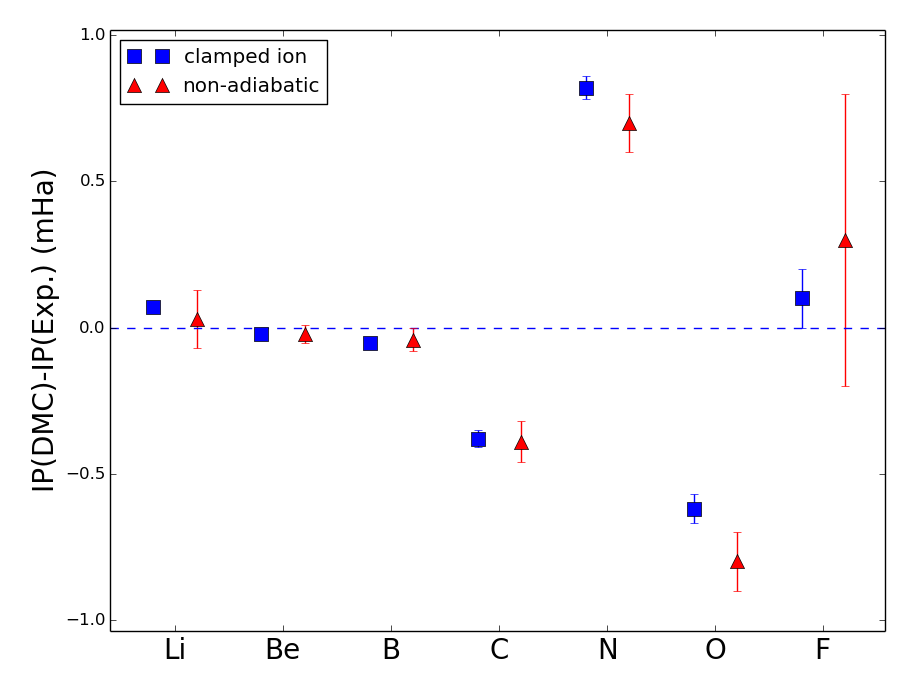 clamped ion
non-adiabatic
IP(DMC)-IP(Exp.) (mHa)
1.0
0.5
0.0
−0.5
−1.0
Li Be B C N O F